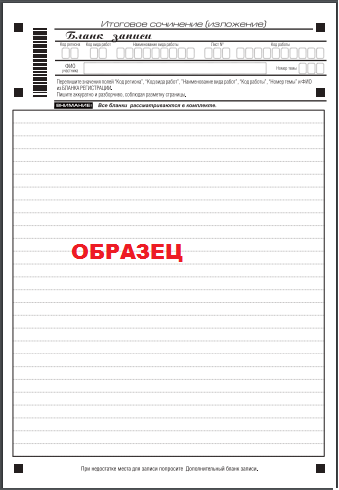 Итоговое сочинение (изложение)
Бланк записи
Код региона Код вида работ Наименование вида работы Лист № Код работы
ФИО участника Номер темы
Перепишите значения полей "Код региона", "Код вида работ", "Наименование вида работ", "Код работы", "Номер темы" и ФИО
из БЛАНКА РЕГИСТРАЦИИ.
Пишите аккуратно и разборчиво, соблюдая разметку страницы.
ВНИМАНИЕ! Все бланки рассматриваются в комплекте.
ОБРАЗЕЦ
При недостатке места для записи попросите Дополнительный бланк записи.